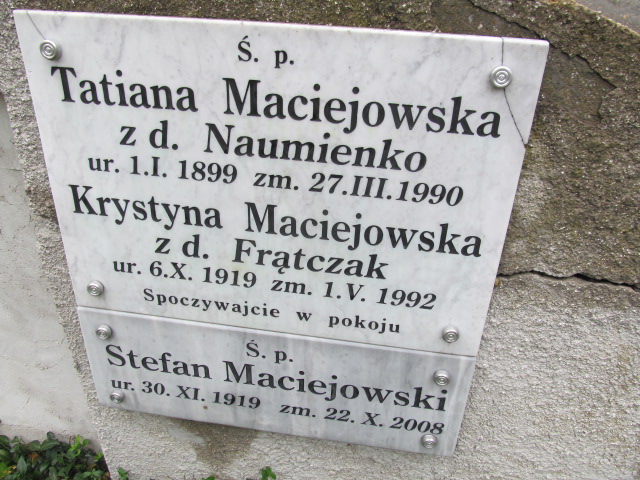 Ś. p.
Tatiana Maciejowska
z d. Naumienko
ur. 1.I. 1899 zm. 27.III.1990
Krystyna Maciejowska
z d. Frątczak
ur. 6.X. 1919 zm. 1.V. 1992
Spoczywajcie w pokoju
Ś. p.
Stefan Maciejowski
ur. 30. XI. 1919 zm. 22. X. 2008